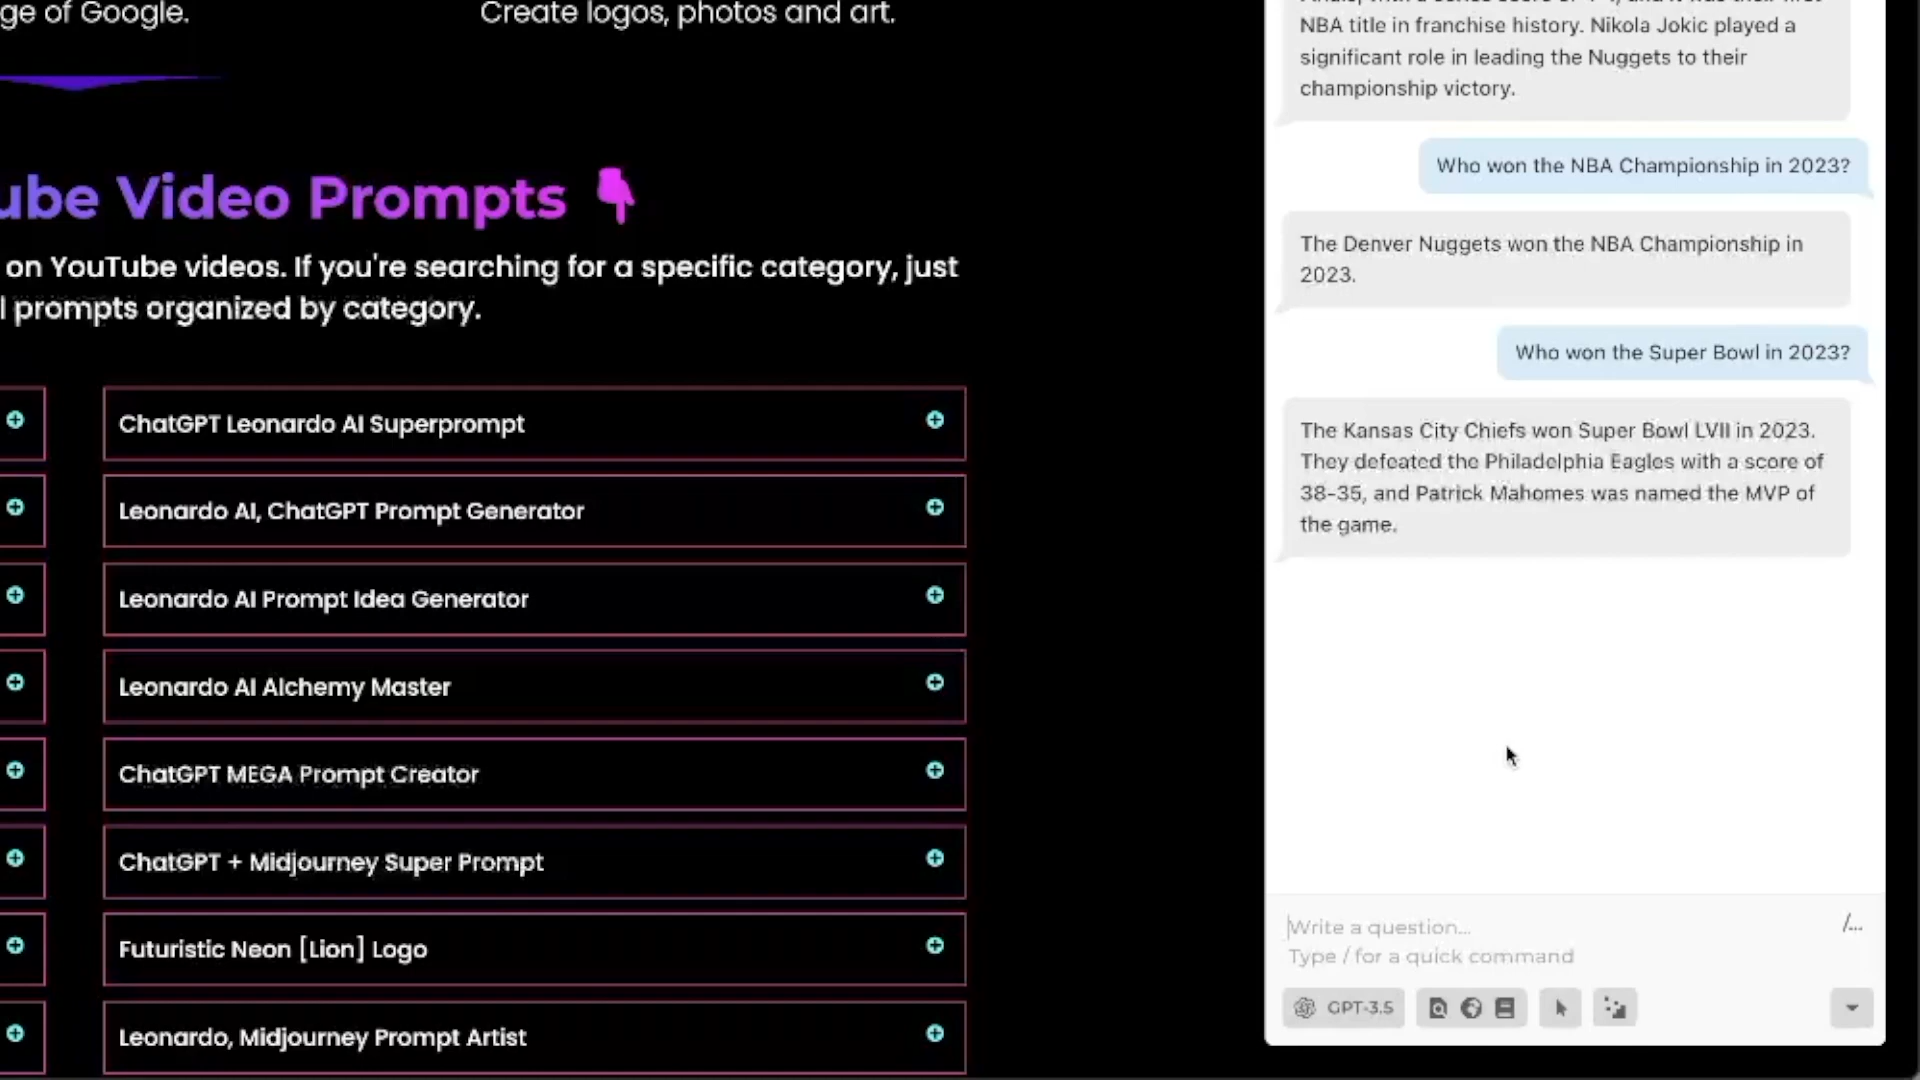 ge of Google.
Create logos, photos and art.
ube Video Prompts
on YouTube videos. If you're searching for a specific category, just
l prompts organized by category.
ChatGPT Leonardo AI Superprompt
Leonardo AI, ChatGPT Prompt Generator
Leonardo AI Prompt Idea Generator
Leonardo AI Alchemy Master
ChatGPT MEGA Prompt Creator
ChatGPT + Midjourney Super Prompt
Futuristic Neon [Lion] Logo
Leonardo, Midjourney Prompt Artist
NBA title in franchise history. Nikola Jokic played a
significant role in leading the Nuggets to their
championship victory.
Who won the NBA Championship in 2023?
The Denver Nuggets won the NBA Championship in
2023.
Who won the Super Bowl in 2023?
The Kansas City Chiefs won Super Bowl LVII in 2023.
They defeated the Philadelphia Eagles with a score of
38-35, and Patrick Mahomes was named the MVP of
the game.
Write a question...
/...
Type / for a quick command
GPT-3.5